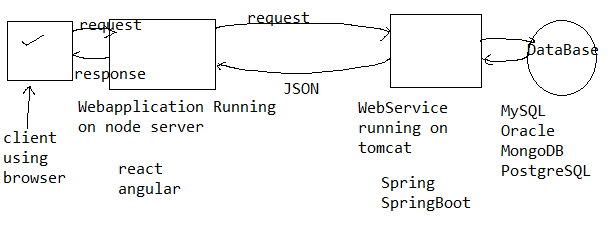 request
response
client
using
browser
Webapplication Running
on node server
react
angular
request
JSON
WebService
running on
tomcat
Spring
SpringBoot
DataBase
MySQL
Oracle
MongoDB
PostgreSQL